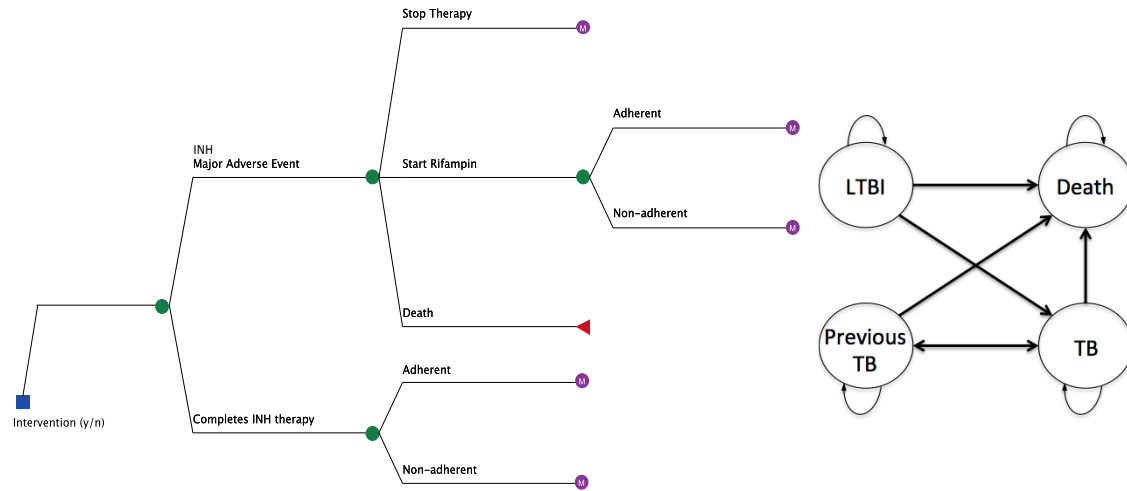 Stop Therapy
M
INH
Major Adverse Event
Start Rifampin
Adherent
M
Non-adherent
M
Death
Completes INH therapy
Adherent
M
Non-adherent
M
Intervention (y/n)
LTBI
Death
Previous
TB
TB